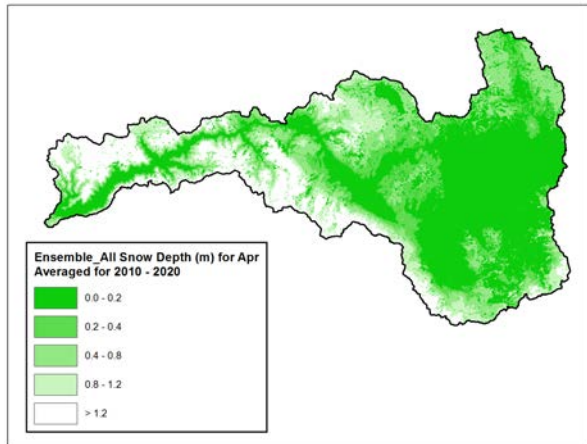 Ensemble_All Snow Depth (m) for Apr
Averaged for 2010 - 2020
0.0 - 0.2
0.2 - 0.4
0.4 - 0.8
0.8 - 1.2
> 1.2